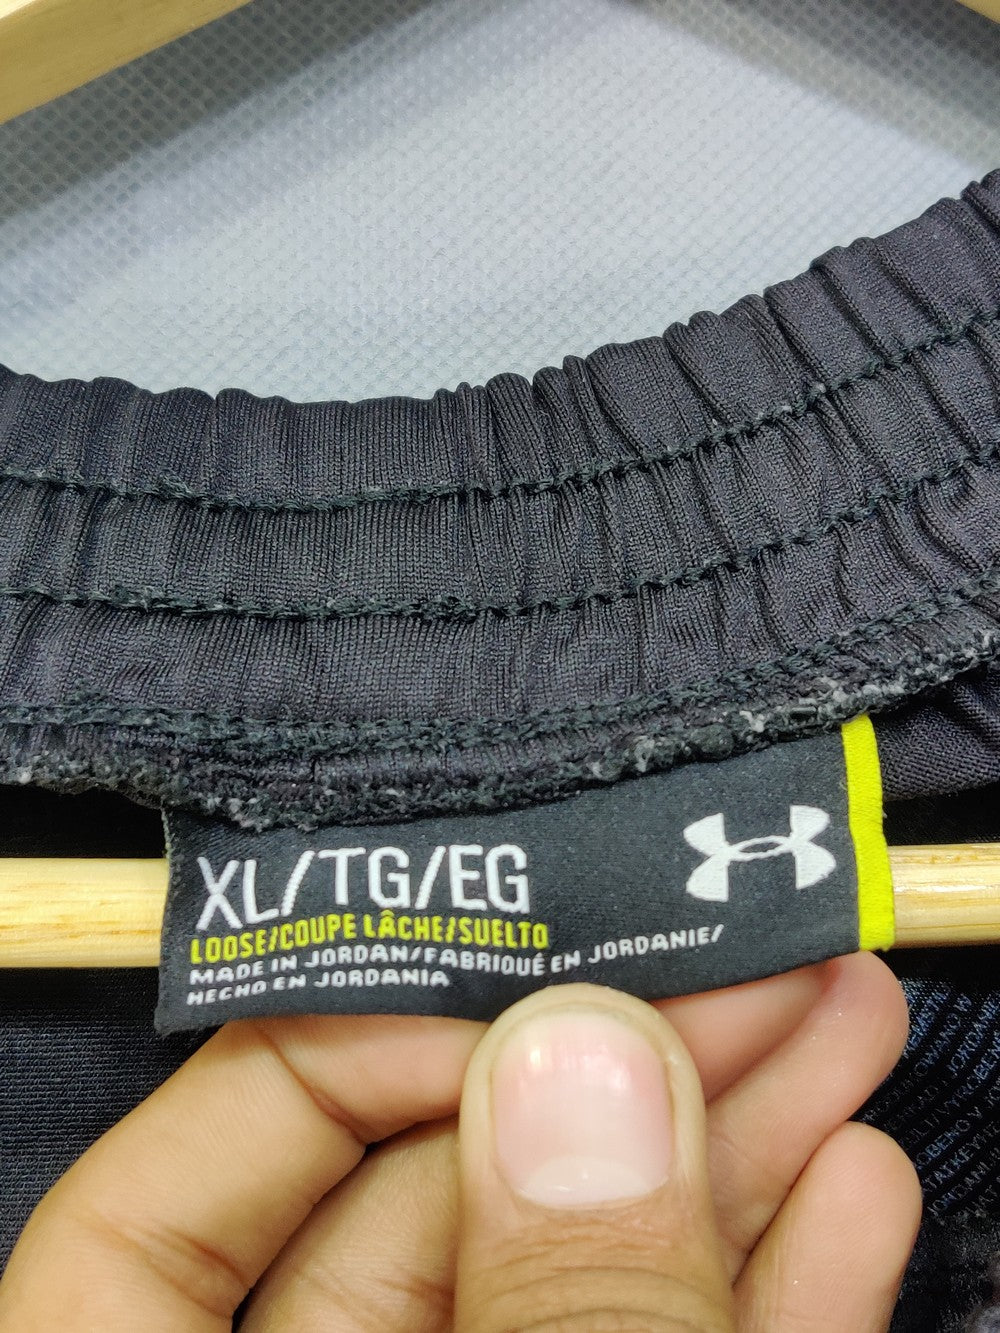 XL/TG/EG
LOOSE/COUPE LÂCHE/SUELTO
MADE IN JORDAN/FABRIQUÉ EN JORDANIE/
HECHO EN JORDANIA